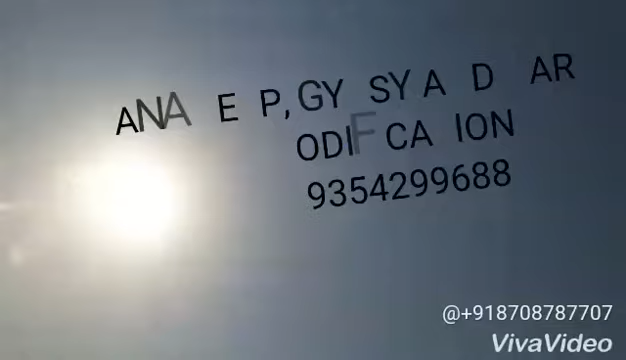 ANA E P, GY SY A D AR
ODIF CA ION
9354299688
@+918708787707
VivaVideo